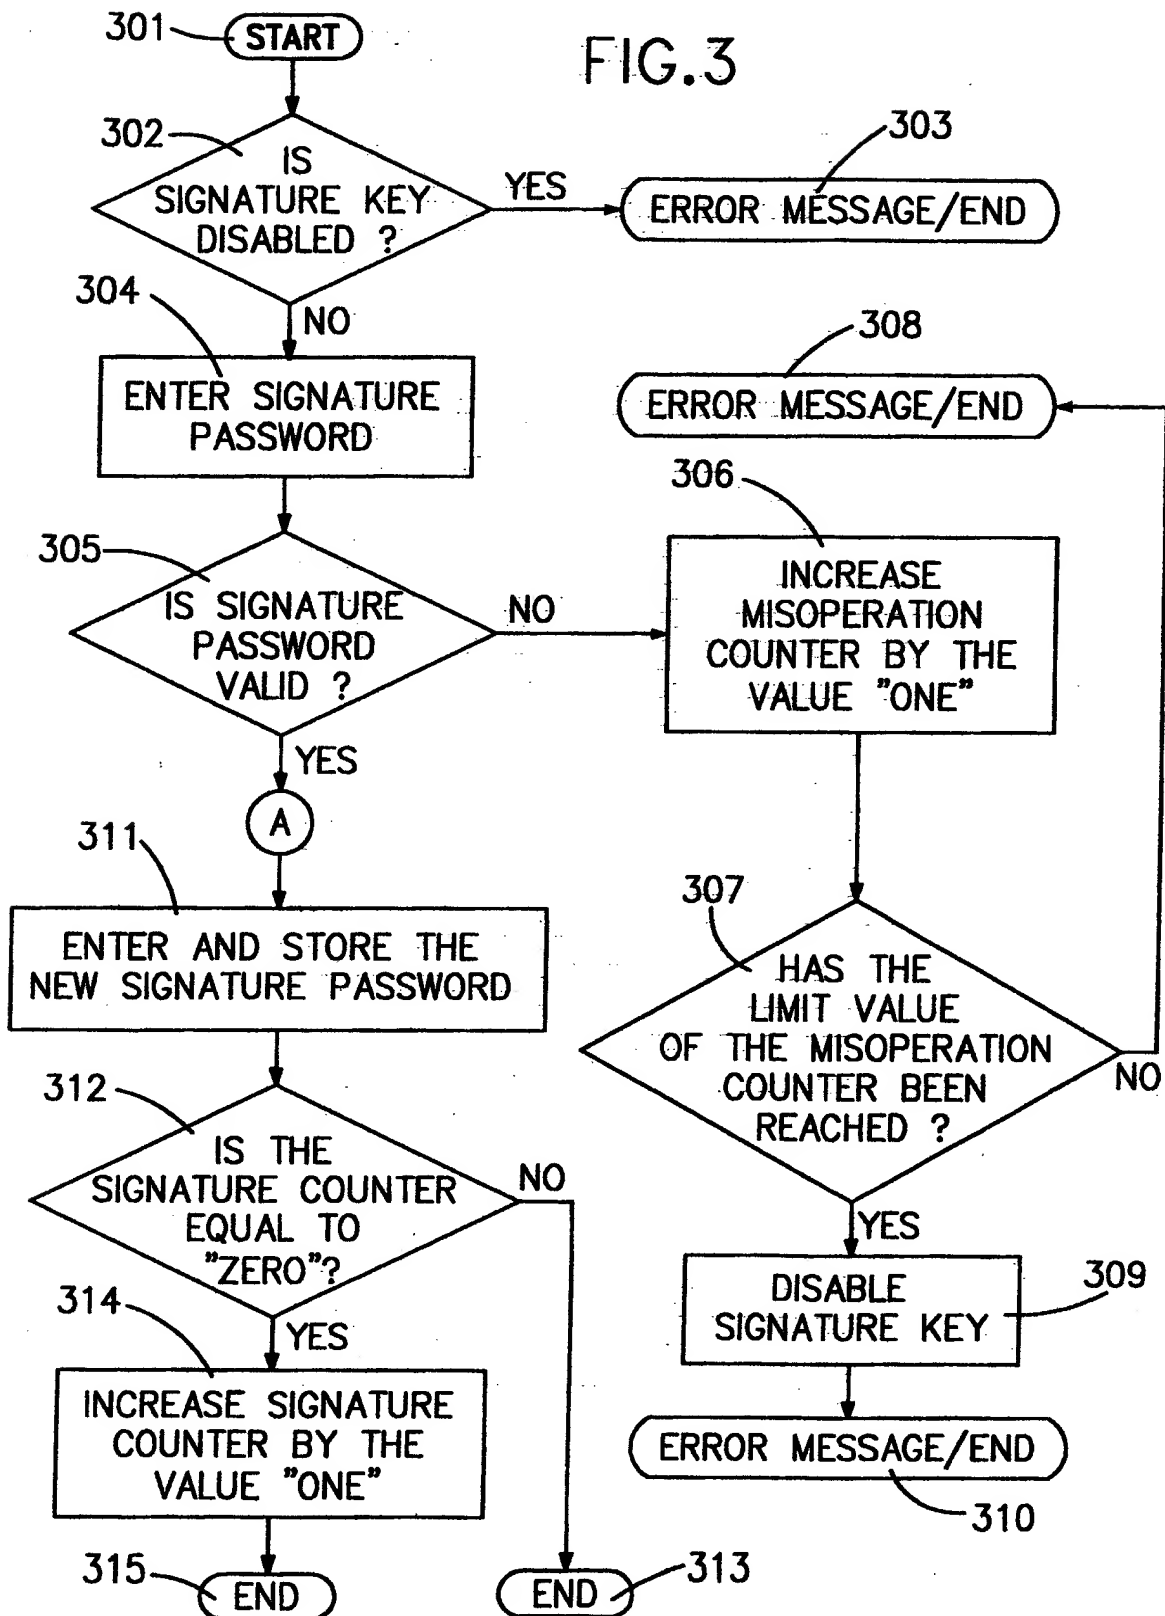 301
START
FIG.3
302
IS
SIGNATURE KEY
DISABLED ?
YES
303
ERROR MESSAGE/END
NO
304
ENTER SIGNATURE
PASSWORD
308
ERROR MESSAGE/END
305
IS SIGNATURE
PASSWORD
VALID ?
NO
306
INCREASE
MISOPERATION
COUNTER BY THE
VALUE "ONE"
YES
A
311
ENTER AND STORE THE
NEW SIGNATURE PASSWORD
307
HAS THE
LIMIT VALUE
OF THE MISOPERATION
COUNTER BEEN
REACHED ?
NO
312
IS THE
SIGNATURE COUNTER
EQUAL TO
"ZERO"?
NO
YES
DISABLE
SIGNATURE KEY
309
314
YES
INCREASE SIGNATURE
COUNTER BY THE
VALUE "ONE"
ERROR MESSAGE/END
310
315
END
END
313